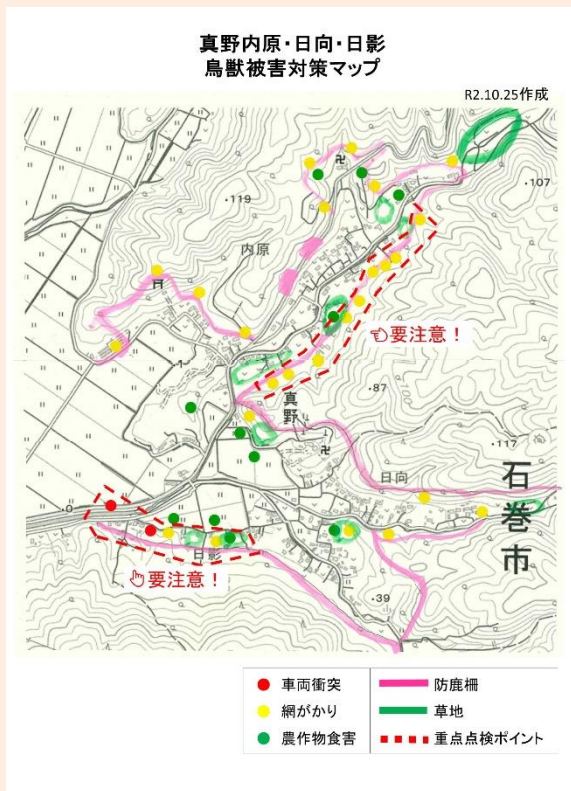 真野内原・日向・日影
鳥獣被害対策マップ
R2.10.25作成
・107
・119
内原
要注意!
・87
100
真野
・117
日向
石巻市
・1
・0
日影
要注意!
・39
車両衝突
網がかり
農作物食害
防鹿柵
草地
重点点検ポイント